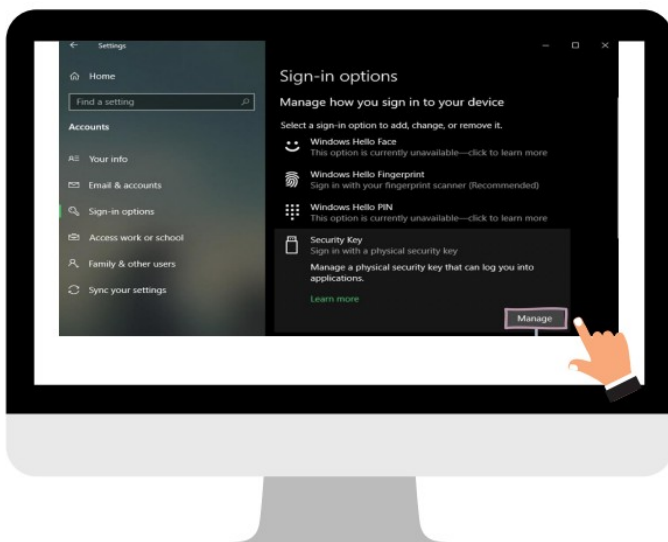 Settings
Home
Find a setting
Accounts
Your info
Email & accounts
Sign-in options
Access work or school
Family & other users
Sync your settings
Sign-in options
Manage how you sign in to your device
Select a sign-in option to add, change, or remove it.
Windows Hello Face
This option is currently unavailable—click to learn more
Windows Hello Fingerprint
Sign in with your fingerprint scanner (Recommended)
Windows Hello PIN
This option is currently unavailable—click to learn more
Security Key
Sign in with a physical security key
Manage a physical security key that can log you into
applications.
Learn more
Manage